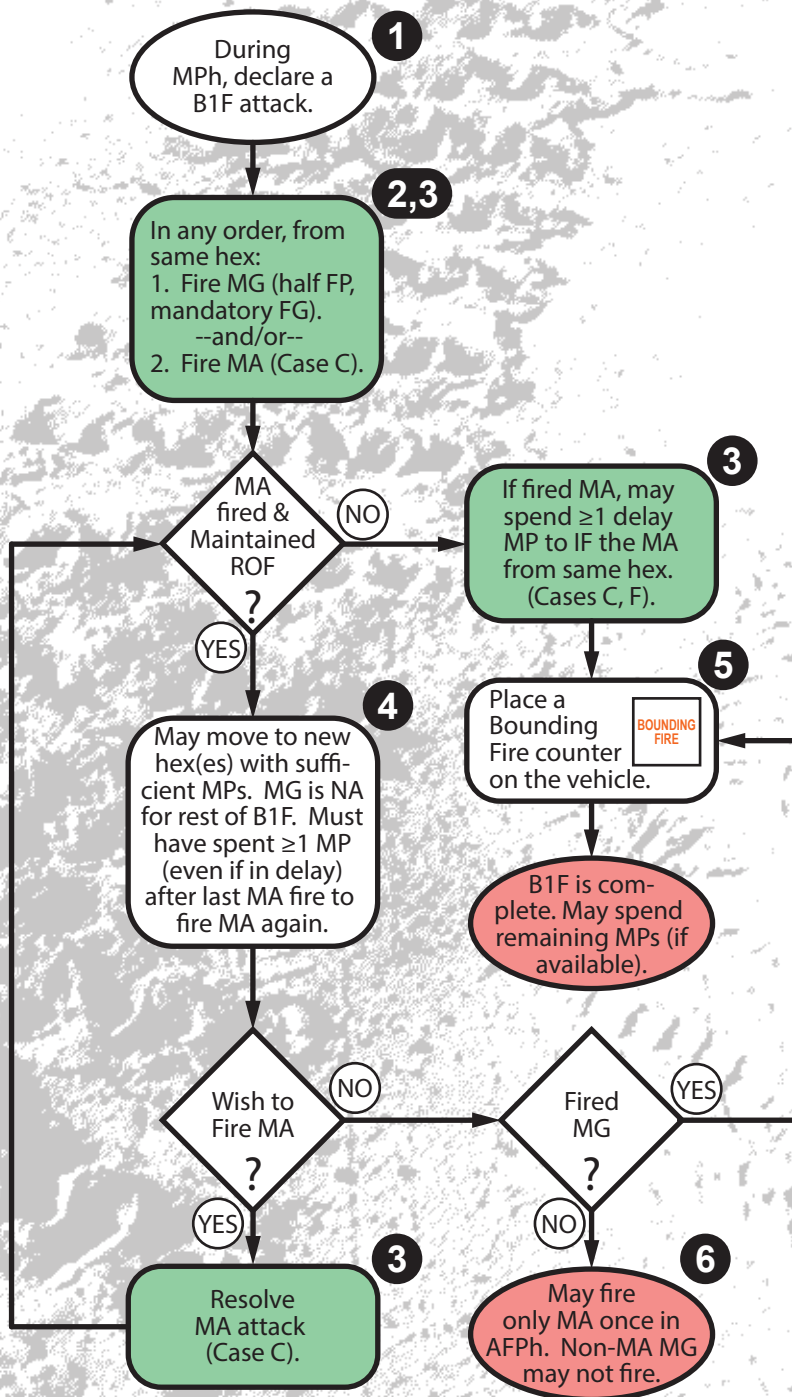 1
During
MPh, declare a
B1F attack.
2,3
In any order, from
same hex:
1. Fire MG (half FP,
mandatory FG).
--and/or--
2. Fire MA (Case C).
MA
fired &
Maintained
ROF
?
NO
YES
3
If fired MA, may
spend ≥1 delay
MP to IF the MA
from same hex.
(Cases C, F).
5
Place a
Bounding
Fire counter
on the vehicle.
BOUNDING
FIRE
B1F is com-
plete. May spend
remaining MPs (if
available).
4
May move to new
hex(es) with suffi-
cient MPs. MG is NA
for rest of B1F. Must
have spent ≥1 MP
(even if in delay)
after last MA fire to
fire MA again.
Wish to
Fire MA
?
NO
YES
Fired
MG
?
YES
NO
3
Resolve
MA attack
(Case C).
6
May fire
only MA once in
AFPh. Non-MA MG
may not fire.